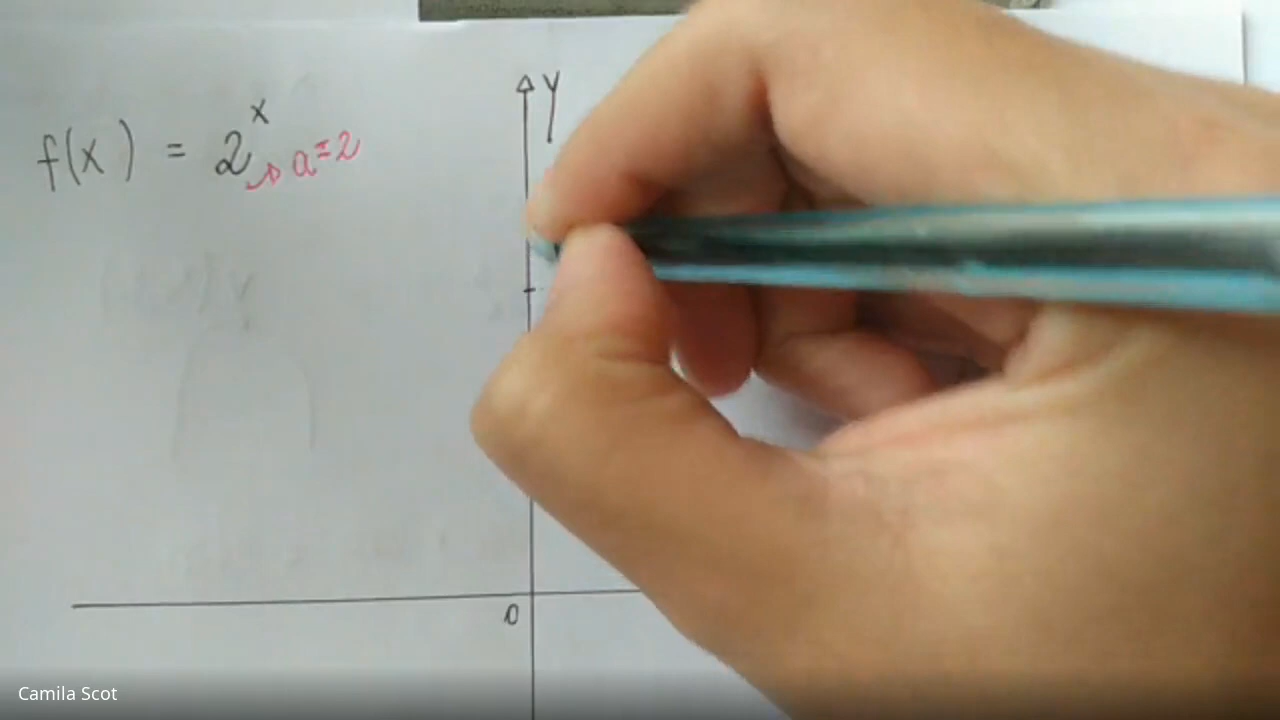 f(x) = 2^x → a=2
y
0
Camila Scot